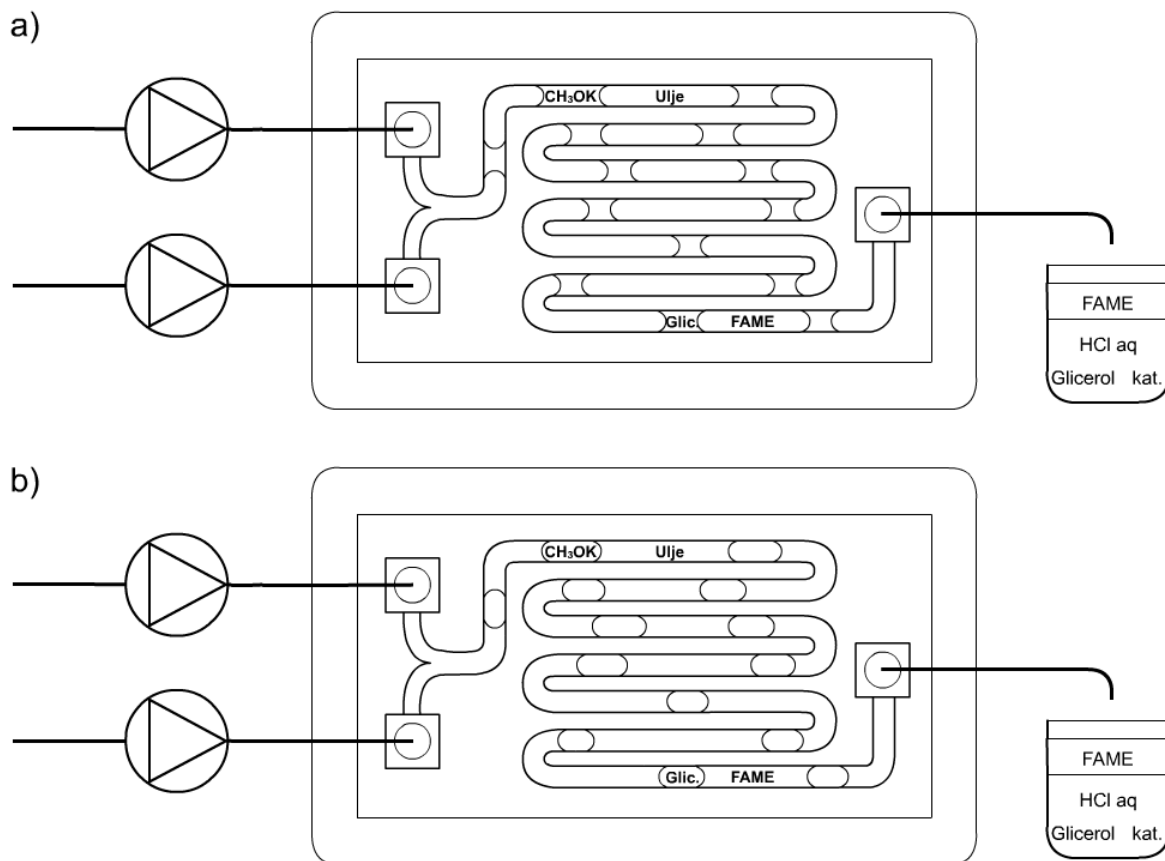 a)
CH₃OK Ulje
Glic. FAME
FAME
HCl aq
Glicerol kat.
b)
CH₃OK Ulje
Glic. FAME
FAME
HCl aq
Glicerol kat.